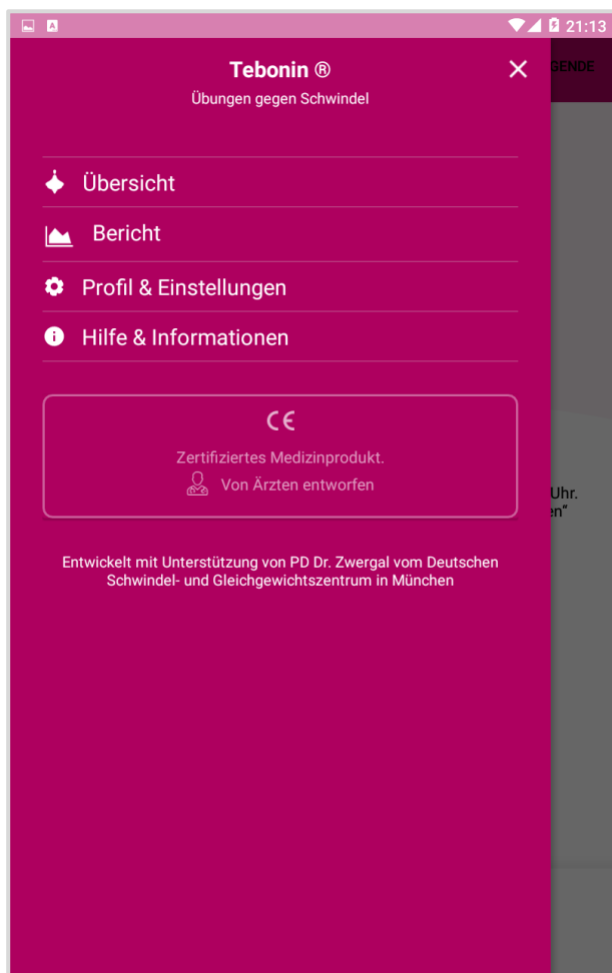 21:13
Tebonin ®
GENDE
Übungen gegen Schwindel
Übersicht
Bericht
Profil & Einstellungen
Hilfe & Informationen
CE
Zertifiziertes Medizinprodukt.
Von Ärzten entworfen
Uhr.
en“
Entwickelt mit Unterstützung von PD Dr. Zwergal vom Deutschen
Schwindel- und Gleichgewichtszentrum in München